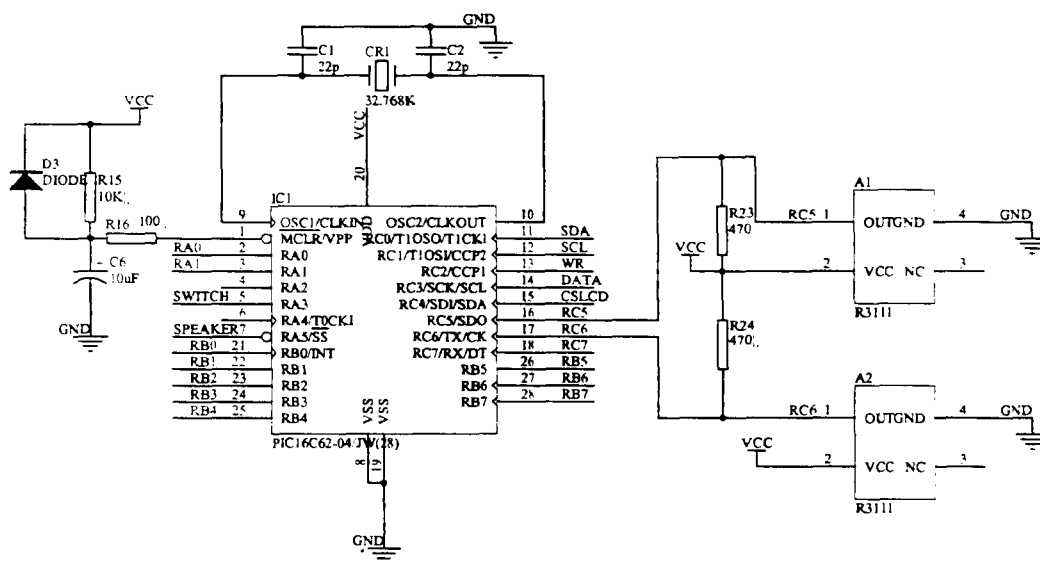 GND
C1
22p
CR1
32.768K
C2
22p
VCC
VCC
D3
DIODE
R15
10K
R16 100
C6
10uF
GND
IC1
20
VDD
9 OSC1/CLKIN OSC2/CLKOUT 10
1 MCLR/VPP RC0/T1OSO/T1CKI 11 SDA
RA0 2 RA0 RC1/T1OSI/CCP2 12 SCL
RA1 3 RA1 RC2/CCP1 13 WR
4 RA2 RC3/SCK/SCL 14 DATA
SWITCH 5 RA3 RC4/SDI/SDA 15 CSLCD
6 RA4/T0CKI RC5/SDO 16 RC5
SPEAKER 7 RA5/SS RC6/TX/CK 17 RC6
RB0 21 RB0/INT RC7/RX/DT 18 RC7
RB1 22 RB1 RB5 26 RB5
RB2 23 RB2 RB6 27 RB6
RB3 24 RB3 RB7 28 RB7
RB4 25 RB4
VSS
VSS
PIC16C62-04/JW(28)
8
19
GND
R23
470
VCC
R24
470
A1
RC5 1 OUTGND 4 GND
2 VCC NC 3
R3111
A2
RC6 1 OUTGND 4 GND
VCC
2 VCC NC 3
R3111